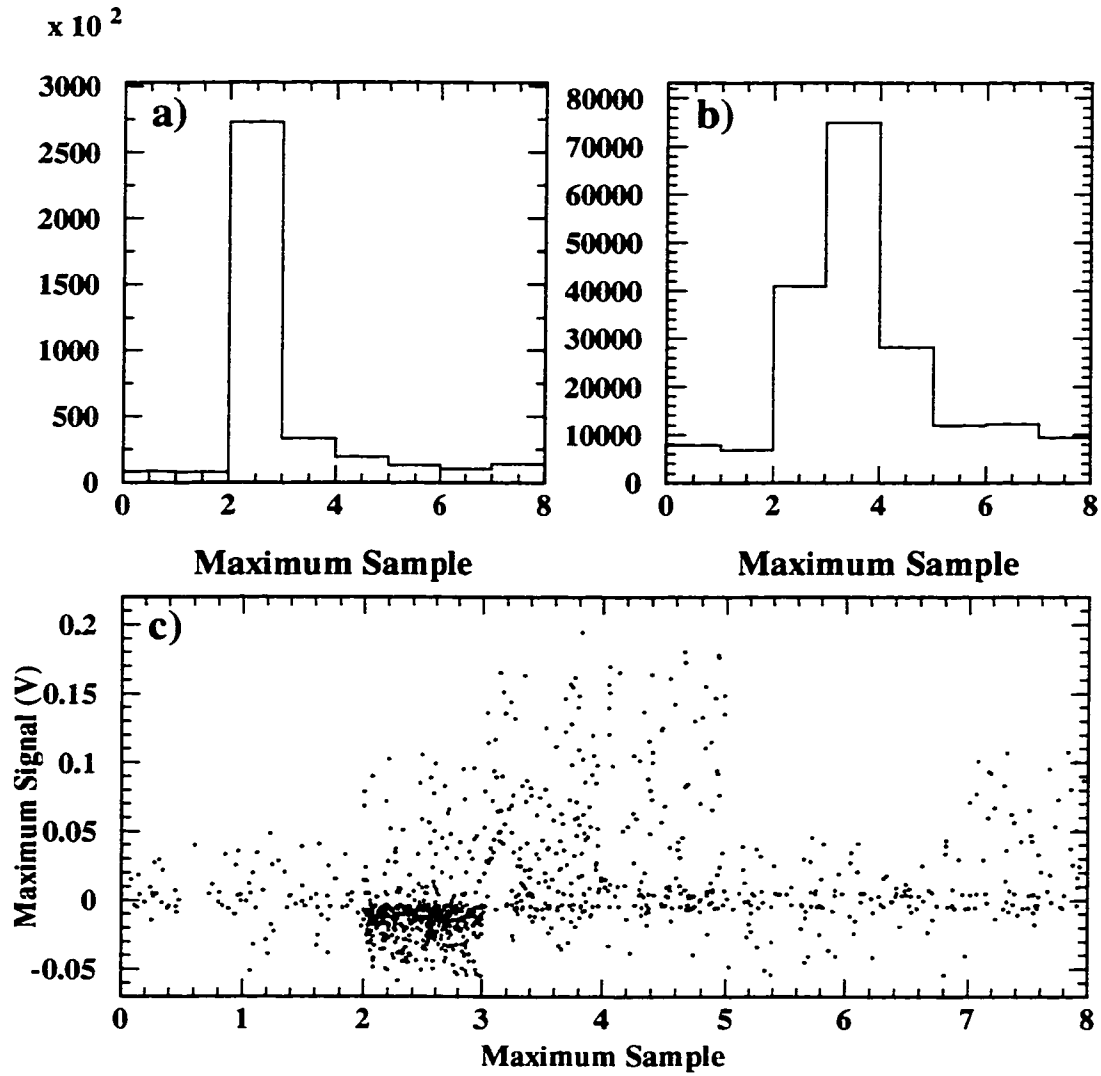 x 10 2
a)
3000
2500
2000
1500
1000
500
0
0 2 4 6 8
Maximum Sample
b)
80000
70000
60000
50000
40000
30000
20000
10000
0
0 2 4 6 8
Maximum Sample
c)
Maximum Signal (V)
0.2
0.15
0.1
0.05
0
-0.05
0 1 2 3 4 5 6 7 8
Maximum Sample